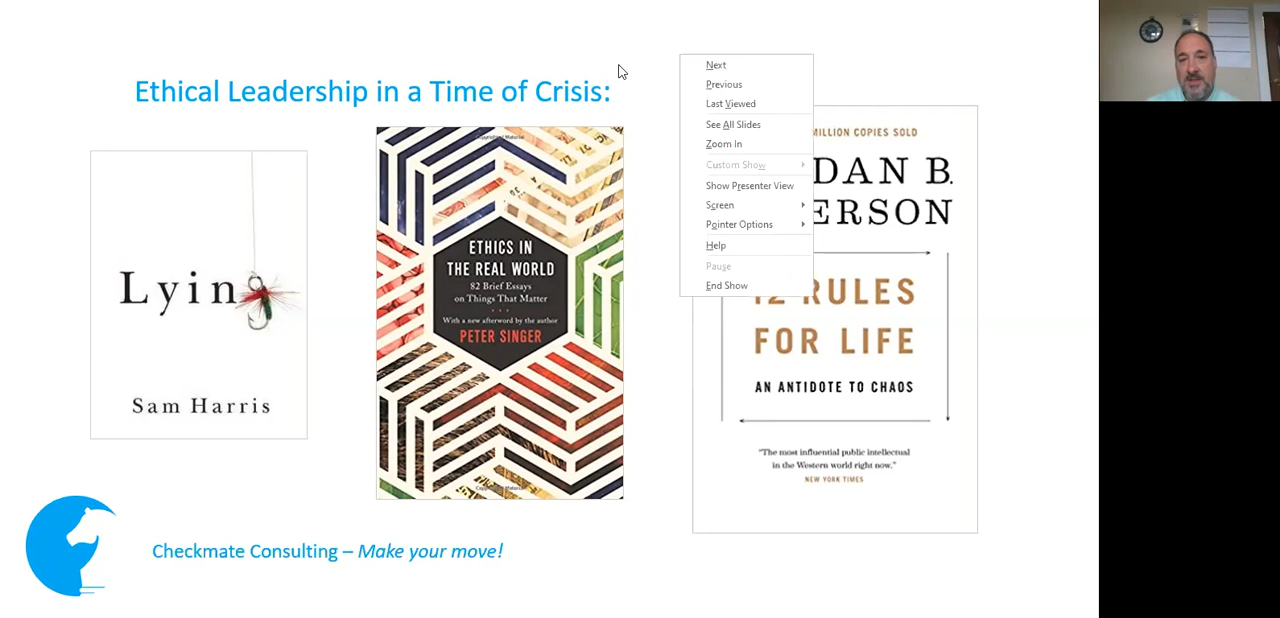 Ethical Leadership in a Time of Crisis:
Lying
Sam Harris
Copyrighted Material
ETHICS IN
THE REAL WORLD
82 Brief Essays
on Things That Matter
With a new afterword by the author
PETER SINGER
Copyrighted Material
Next
Previous
Last Viewed
See All Slides
Zoom In
Custom Show
Show Presenter View
Screen
Pointer Options
Help
Pause
End Show
MILLION COPIES SOLD
DAN B.
ERSON
12 RULES
FOR LIFE
AN ANTIDOTE TO CHAOS
“The most influential public intellectual
in the Western world right now.”
NEW YORK TIMES
Checkmate Consulting – Make your move!